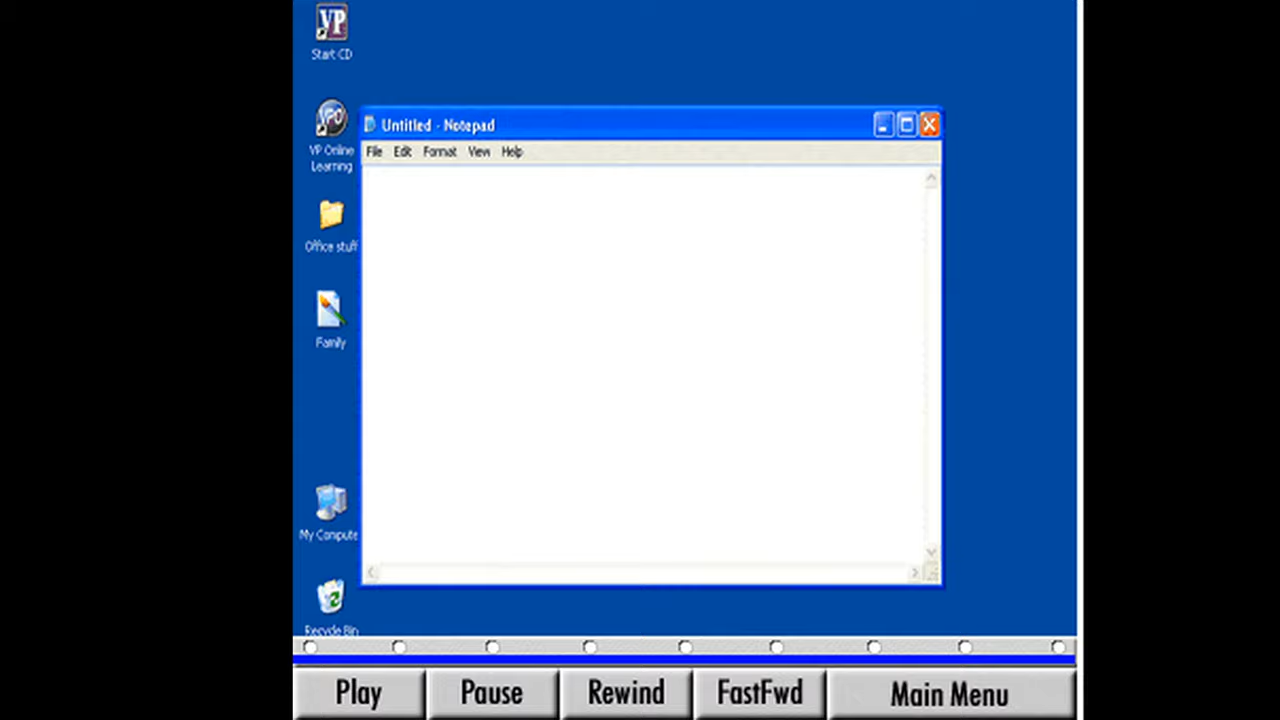 VP
Start CD
VPO
VP Online
Learning
Office stuff
Family
My Compute
Recycle Bin
Untitled - Notepad
File Edit Format View Help
Play Pause Rewind FastFwd Main Menu